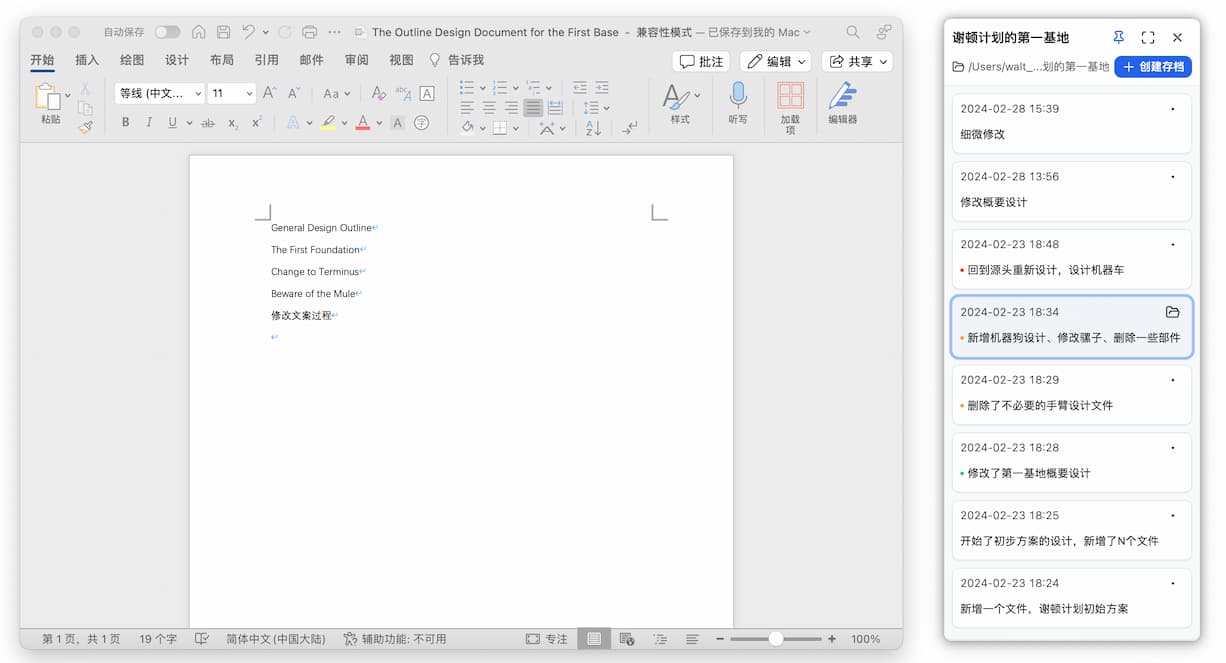 自动保存
The Outline Design Document for the First Base - 兼容性模式 — 已保存到我的 Mac
开始 插入 绘图 设计 布局 引用 邮件 审阅 视图 告诉我 批注 编辑 共享
粘贴 等线 (中文... 11 Aa 样式 听写 加载项 编辑器
General Design Outline
The First Foundation
Change to Terminus
Beware of the Mule
修改文案过程
第 1 页，共 1 页 19 个字 简体中文 (中国大陆) 辅助功能: 不可用 专注 100%
谢顿计划的第一基地
/Users/walt_...划的第一基地 + 创建存档
2024-02-28 15:39
细微修改
2024-02-28 13:56
修改概要设计
2024-02-23 18:48
回到源头重新设计，设计机器车
2024-02-23 18:34
新增机器狗设计、修改骡子、删除一些部件
2024-02-23 18:29
删除了不必要的手臂设计文件
2024-02-23 18:28
修改了第一基地概要设计
2024-02-23 18:25
开始了初步方案的设计，新增了N个文件
2024-02-23 18:24
新增一个文件，谢顿计划初始方案